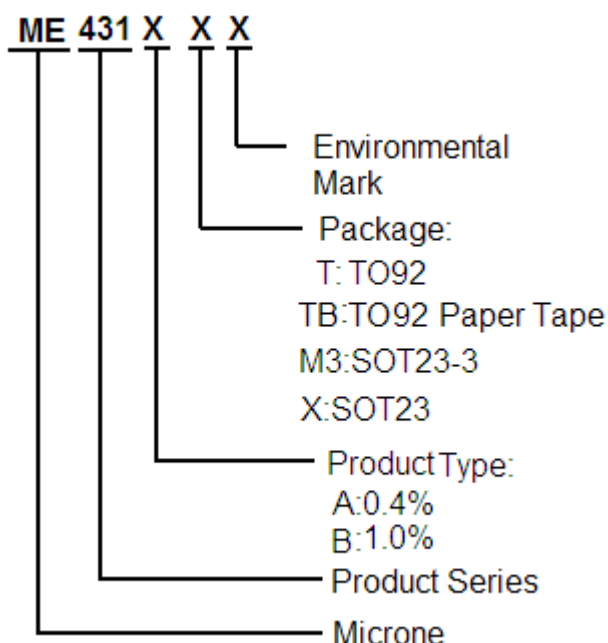 ME 431 X X X
Environmental
Mark
Package:
T: TO92
TB:TO92 Paper Tape
M3:SOT23-3
X:SOT23
Product Type:
A:0.4%
B:1.0%
Product Series
Microne